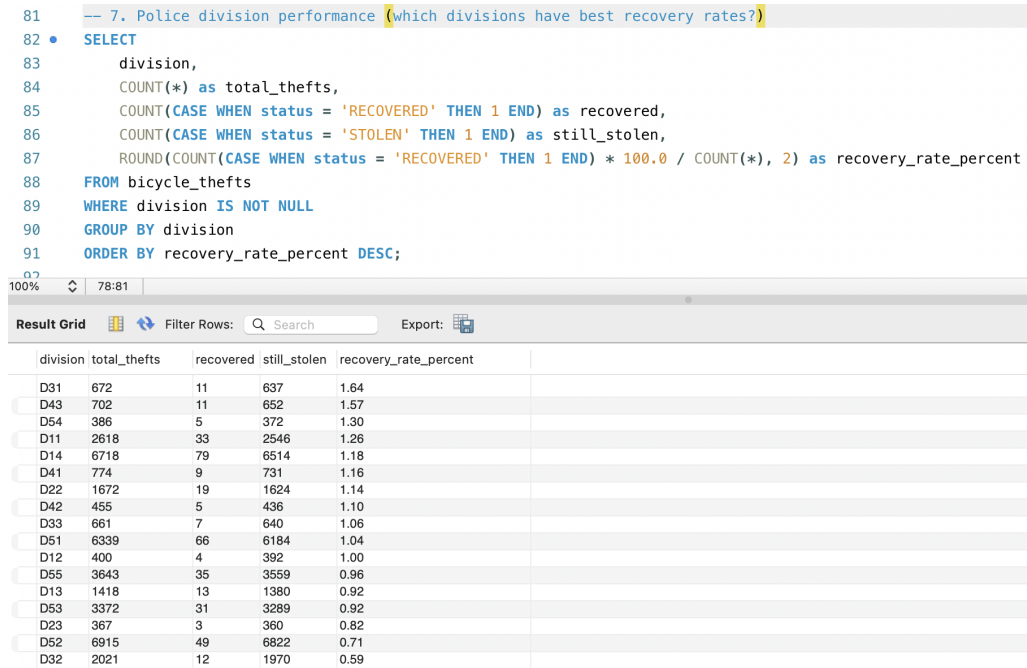 81 -- 7. Police division performance (which divisions have best recovery rates?)
82 SELECT
83 division,
84 COUNT(*) as total_thefts,
85 COUNT(CASE WHEN status = 'RECOVERED' THEN 1 END) as recovered,
86 COUNT(CASE WHEN status = 'STOLEN' THEN 1 END) as still_stolen,
87 ROUND(COUNT(CASE WHEN status = 'RECOVERED' THEN 1 END) * 100.0 / COUNT(*), 2) as recovery_rate_percent
88 FROM bicycle_thefts
89 WHERE division IS NOT NULL
90 GROUP BY division
91 ORDER BY recovery_rate_percent DESC;
92
100% 78:81
Result Grid Filter Rows: Search Export:
division total_thefts recovered still_stolen recovery_rate_percent
D31 672 11 637 1.64
D43 702 11 652 1.57
D54 386 5 372 1.30
D11 2618 33 2546 1.26
D14 6718 79 6514 1.18
D41 774 9 731 1.16
D22 1672 19 1624 1.14
D42 455 5 436 1.10
D33 661 7 640 1.06
D51 6339 66 6184 1.04
D12 400 4 392 1.00
D55 3643 35 3559 0.96
D13 1418 13 1380 0.92
D53 3372 31 3289 0.92
D23 367 3 360 0.82
D52 6915 49 6822 0.71
D32 2021 12 1970 0.59